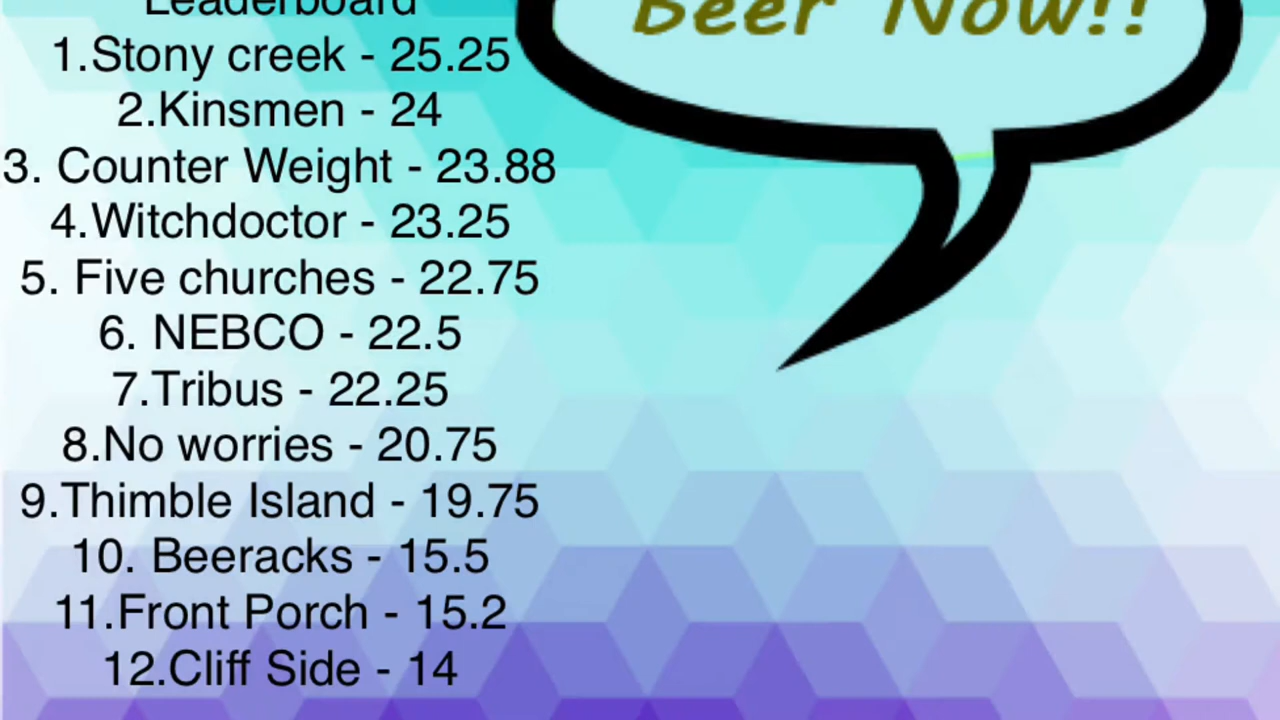 Leaderboard
Beer Now!!
1.Stony creek - 25.25
2.Kinsmen - 24
3. Counter Weight - 23.88
4.Witchdoctor - 23.25
5. Five churches - 22.75
6. NEBCO - 22.5
7.Tribus - 22.25
8.No worries - 20.75
9.Thimble Island - 19.75
10. Beeracks - 15.5
11.Front Porch - 15.2
12.Cliff Side - 14